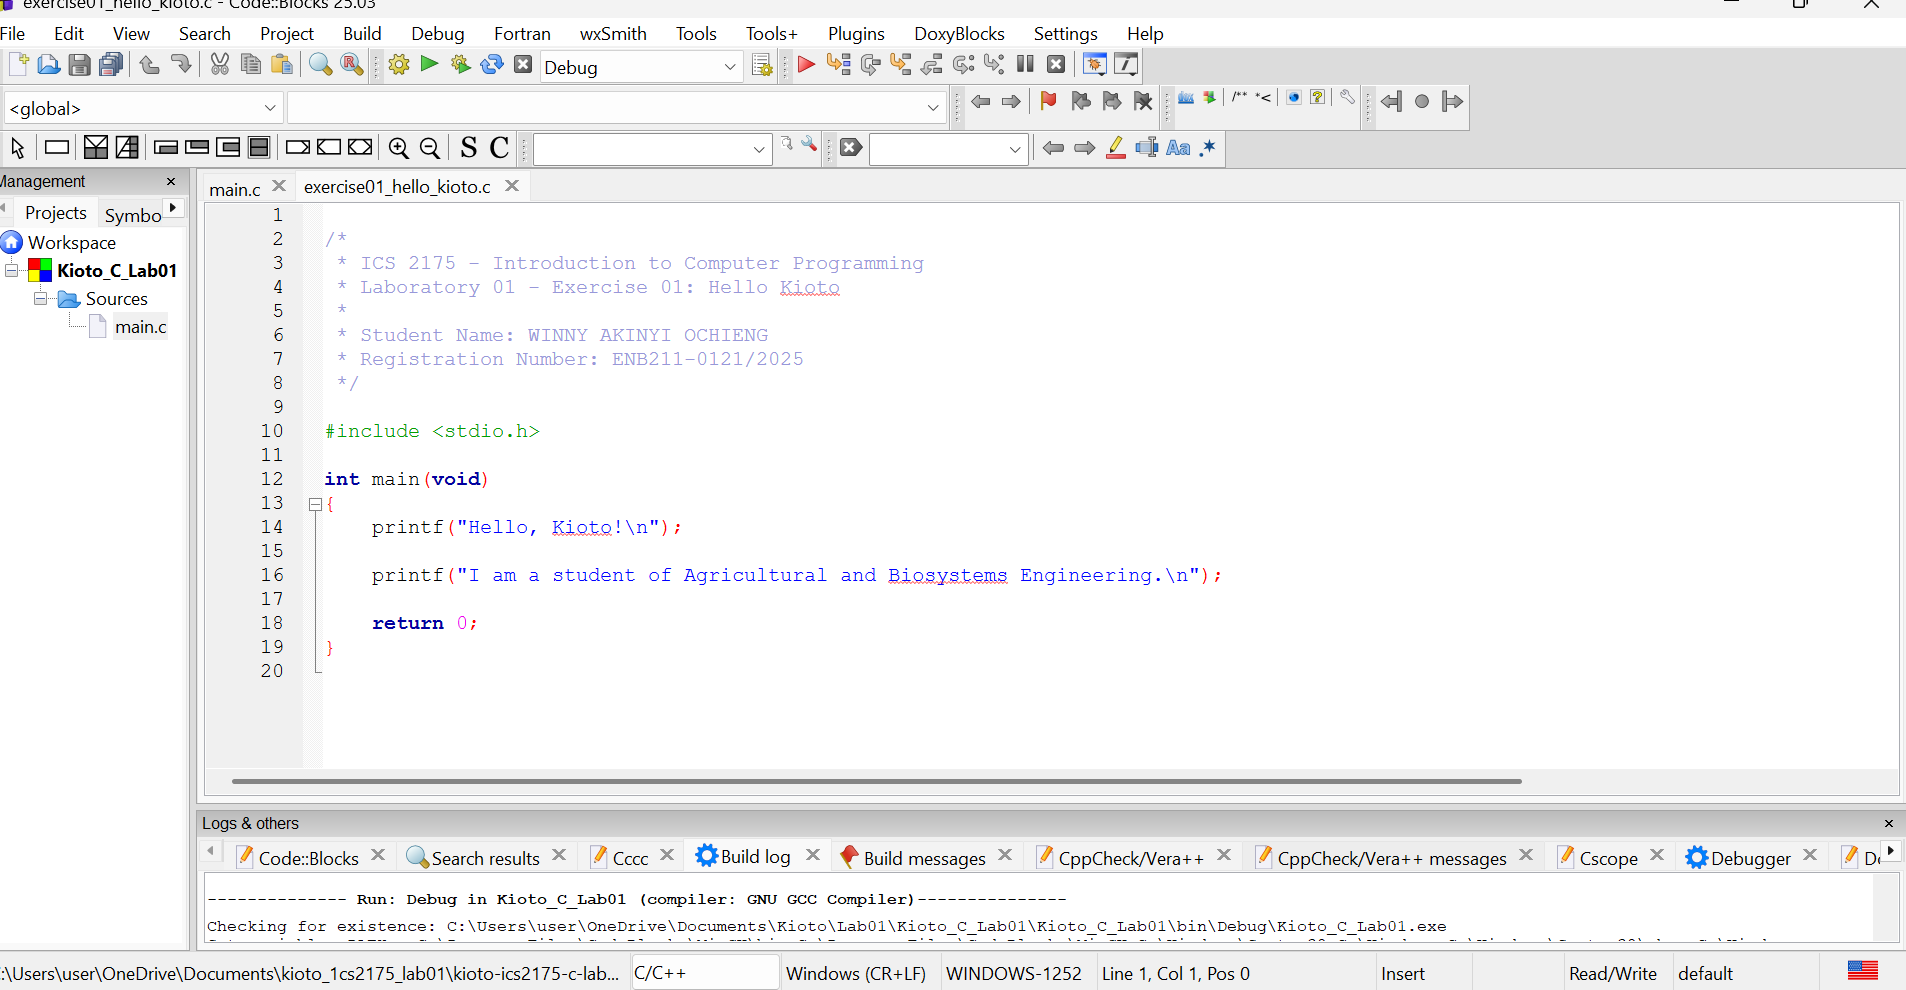 exercise01_hello_kioto.c - Code::Blocks 25.03
File Edit View Search Project Build Debug Fortran wxSmith Tools Tools+ Plugins DoxyBlocks Settings Help
Debug
<global>
/** *<
S C
Aa .*
Management
main.c exercise01_hello_kioto.c
Projects Symbo
Workspace
Kioto_C_Lab01
Sources
main.c
1
2 /*
3 * ICS 2175 - Introduction to Computer Programming
4 * Laboratory 01 - Exercise 01: Hello Kioto
5 *
6 * Student Name: WINNY AKINYI OCHIENG
7 * Registration Number: ENB211-0121/2025
8 */
9
10 #include <stdio.h>
11
12 int main(void)
13 {
14 printf("Hello, Kioto!\n");
15
16 printf("I am a student of Agricultural and Biosystems Engineering.\n");
17
18 return 0;
19 }
20
Logs & others
Code::Blocks Search results Cccc Build log Build messages CppCheck/Vera++ CppCheck/Vera++ messages Cscope Debugger
-------------- Run: Debug in Kioto_C_Lab01 (compiler: GNU GCC Compiler)---------------
Checking for existence: C:\Users\user\OneDrive\Documents\Kioto\Lab01\Kioto_C_Lab01\Kioto_C_Lab01\bin\Debug\Kioto_C_Lab01.exe
:\Users\user\OneDrive\Documents\kioto_1cs2175_lab01\kioto-ics2175-c-lab... C/C++ Windows (CR+LF) WINDOWS-1252 Line 1, Col 1, Pos 0 Insert Read/Write default